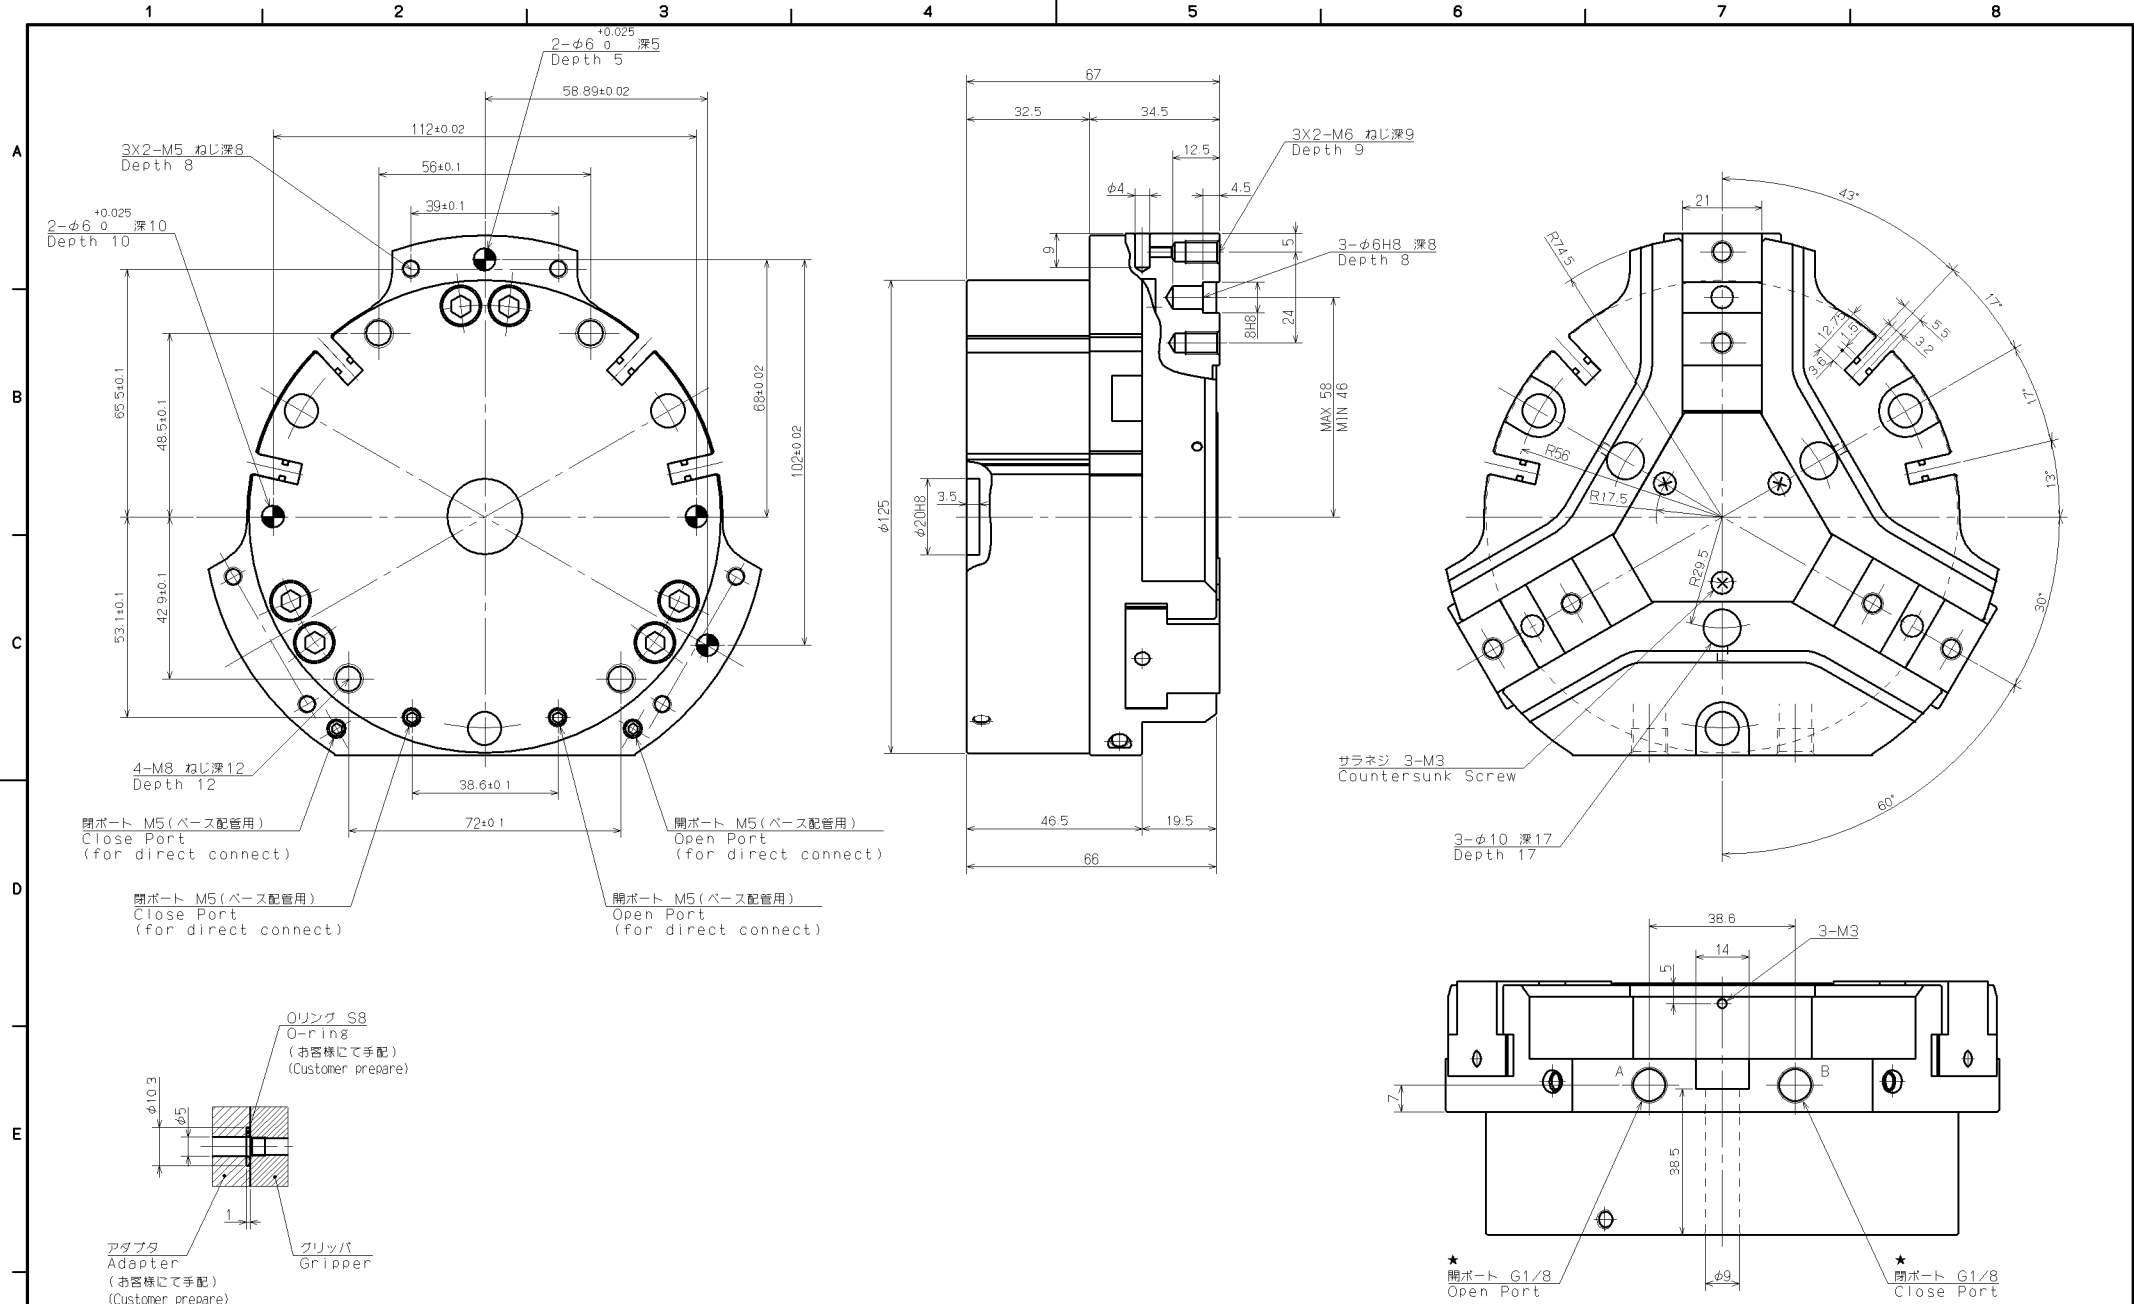 1 2 3 4 5 6 7 8
A
B
C
D
E
+0.025
2-φ6 0 深5
Depth 5
58.89±0.02
112±0.02
3X2-M5 ねじ深8
Depth 8
56±0.1
39±0.1
+0.025
2-φ6 0 深10
Depth 10
65.5±0.1
48.5±0.1
68±0.02
102±0.02
53.1±0.1
42.9±0.1
4-M8 ねじ深12
Depth 12
38.6±0.1
72±0.1
閉ポート M5(ベース配管用)
Close Port
(for direct connect)
開ポート M5(ベース配管用)
Open Port
(for direct connect)
閉ポート M5(ベース配管用)
Close Port
(for direct connect)
開ポート M5(ベース配管用)
Open Port
(for direct connect)
67
32.5
34.5
3X2-M6 ねじ深9
Depth 9
12.5
φ4
4.5
9
5
3-φ6H8 深8
Depth 8
8H8
24
MAX 58
MIN 46
φ125
φ20H8
3.5
46.5
19.5
66
21
43°
R74.5
17°
12.75
1.5
5.5
3.2
3.6
17°
R56
13°
R17.5
R29.5
30°
60°
サラネジ 3-M3
Countersunk Screw
3-φ10 深17
Depth 17
38.6
14
3-M3
5
A
B
7
38.5
φ9
★
開ポート G1/8
Open Port
★
閉ポート G1/8
Close Port
Oリング S8
O-ring
(お客様にて手配)
(Customer prepare)
φ10.3
φ5
1
アダプタ
Adapter
(お客様にて手配)
(Customer prepare)
グリッパ
Gripper